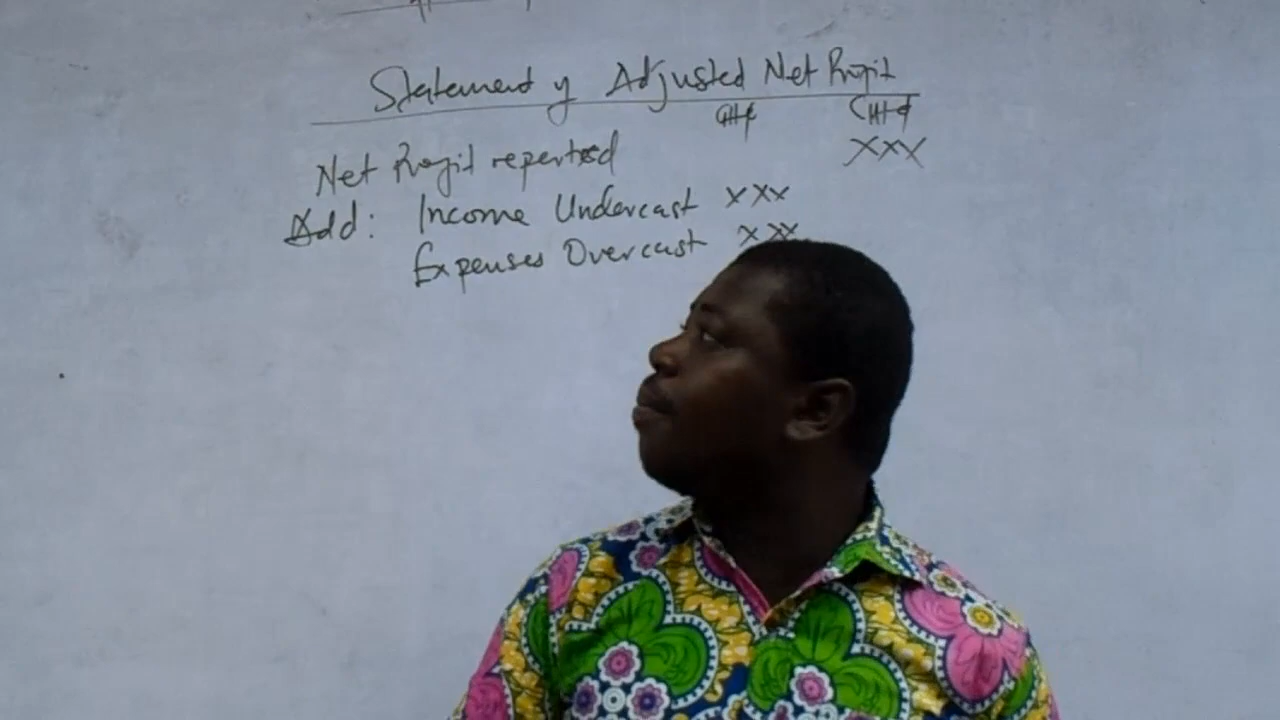 Statement of Adjusted Net Profit
GH¢ GH¢
Net Profit reported XXX
Add: Income Undercast XXX
Expenses Overcast XXX